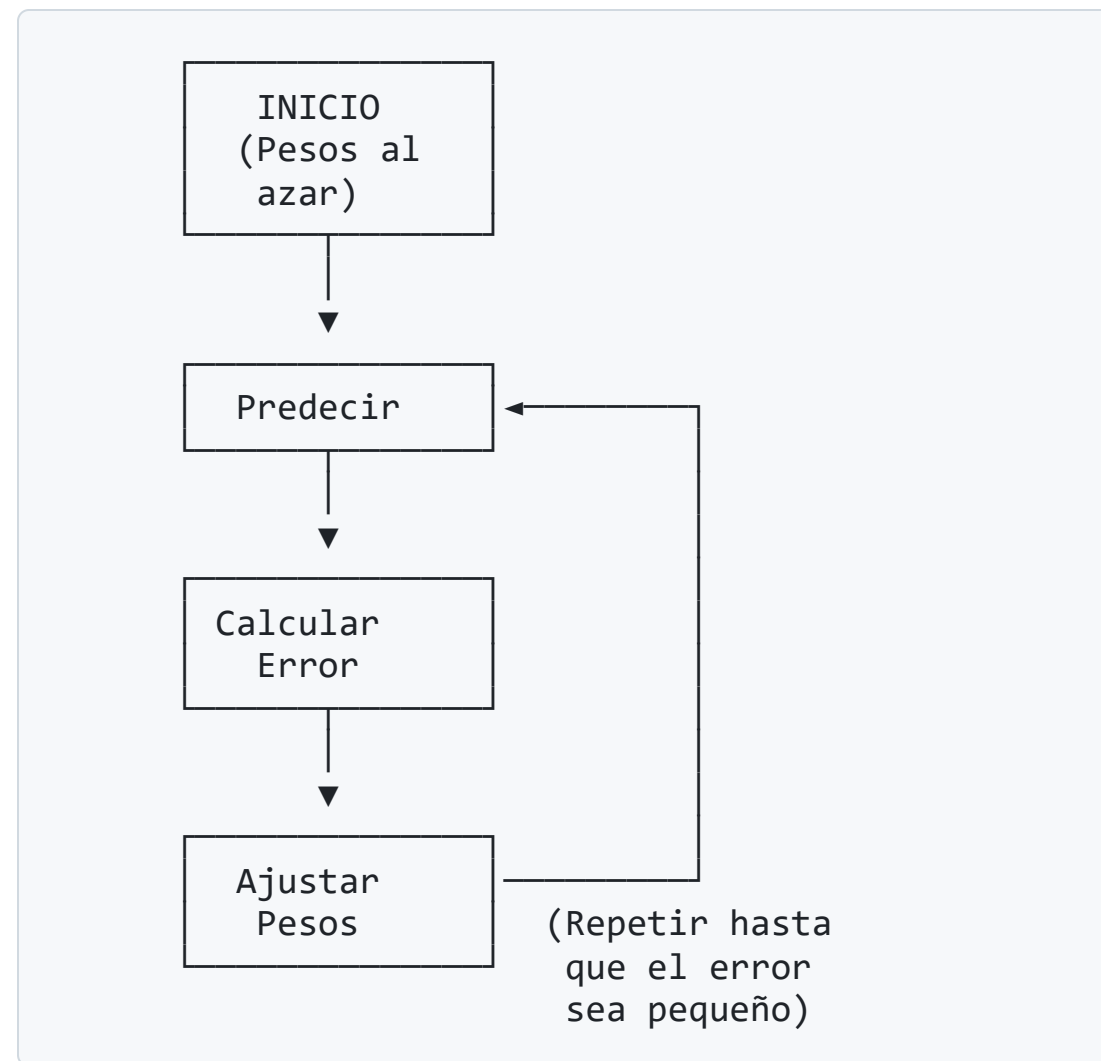 INICIO
(Pesos al
azar)
Predecir
Calcular
Error
Ajustar
Pesos
(Repetir hasta
que el error
sea pequeño)